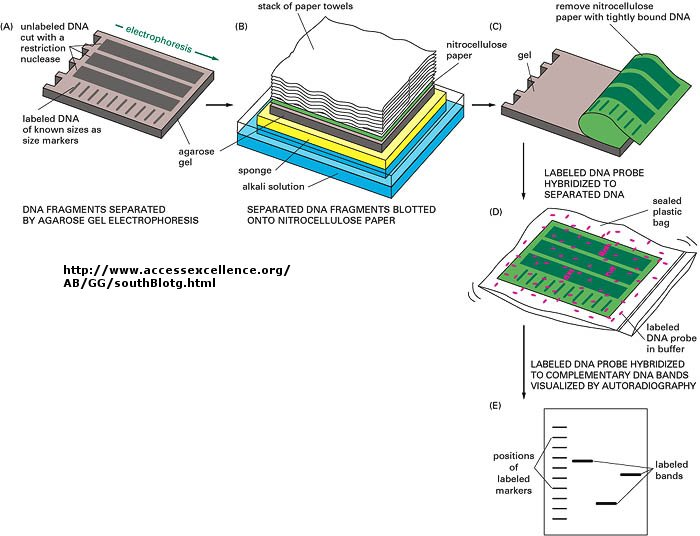 (A)
unlabeled DNA
cut with a
restriction
nuclease
electrophoresis
labeled DNA
of known sizes as
size markers
agarose
gel
DNA FRAGMENTS SEPARATED
BY AGAROSE GEL ELECTROPHORESIS
(B)
stack of paper towels
nitrocellulose
paper
sponge
alkali solution
SEPARATED DNA FRAGMENTS BLOTTED
ONTO NITROCELLULOSE PAPER
(C)
remove nitrocellulose
paper with tightly bound DNA
gel
LABELED DNA PROBE
HYBRIDIZED TO
SEPARATED DNA
(D)
sealed
plastic
bag
labeled
DNA probe
in buffer
LABELED DNA PROBE HYBRIDIZED
TO COMPLEMENTARY DNA BANDS
VISUALIZED BY AUTORADIOGRAPHY
(E)
positions
of
labeled
markers
labeled
bands
http://www.accessexcellence.org/
AB/GG/southBlotg.html